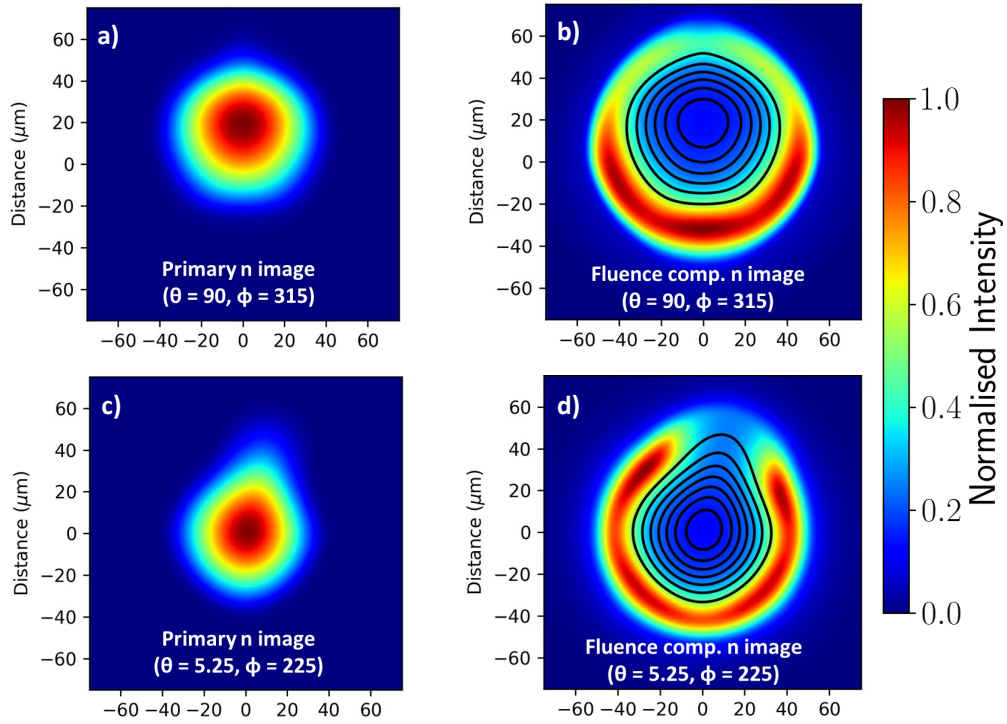 a)
60
40
20
0
−20
−40
−60
Distance (μm)
Primary n image
(θ = 90, ϕ = 315)
−60 −40 −20 0 20 40 60
b)
60
40
20
0
−20
−40
−60
Distance (μm)
Fluence comp. n image
(θ = 90, ϕ = 315)
−60 −40 −20 0 20 40 60
c)
60
40
20
0
−20
−40
−60
Distance (μm)
Primary n image
(θ = 5.25, ϕ = 225)
−60 −40 −20 0 20 40 60
d)
60
40
20
0
−20
−40
−60
Distance (μm)
Fluence comp. n image
(θ = 5.25, ϕ = 225)
−60 −40 −20 0 20 40 60
1.0
0.8
0.6
0.4
0.2
0.0
Normalised Intensity